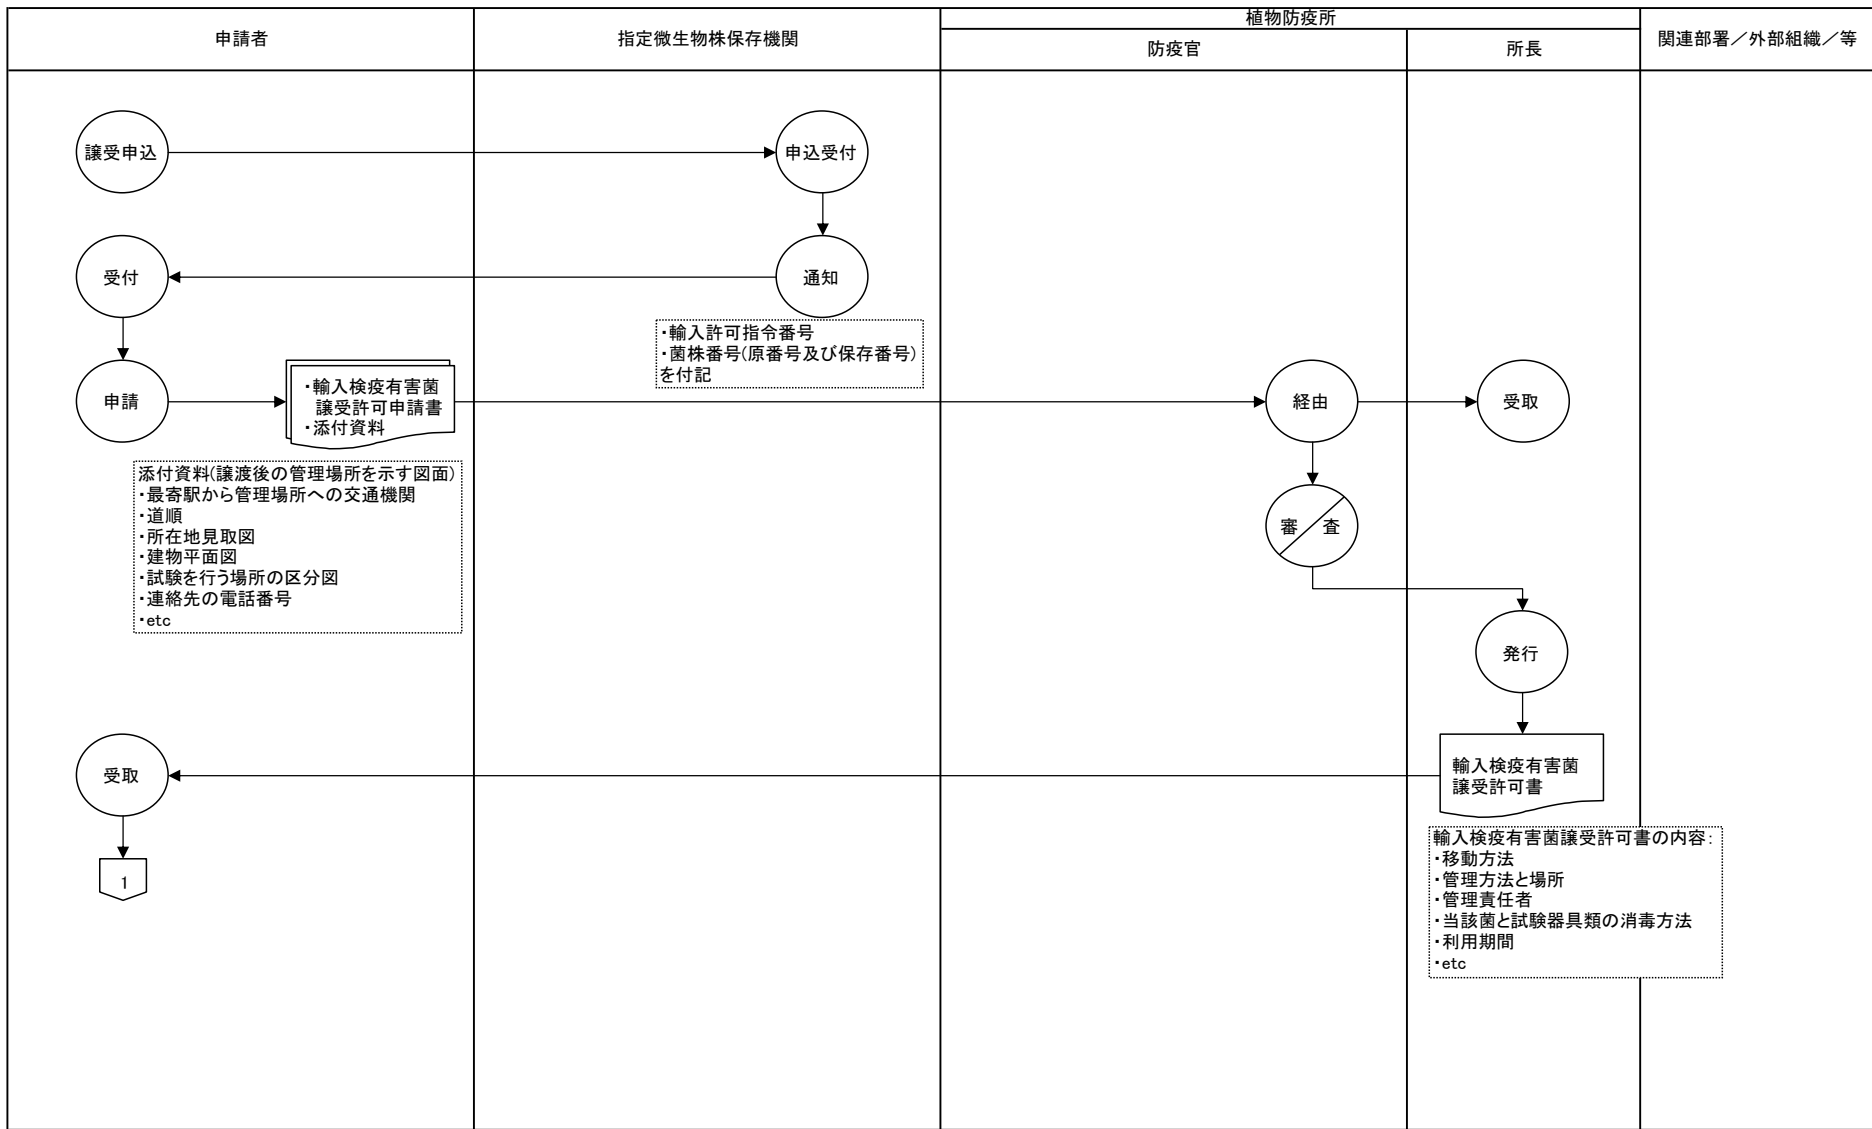 申請者
指定微生物株保存機関
植物防疫所
防疫官
所長
関連部署／外部組織／等
譲受申込
申込受付
受付
通知
・輸入許可指令番号
・菌株番号(原番号及び保存番号)
を付記
申請
・輸入検疫有害菌
譲受許可申請書
・添付資料
経由
受取
添付資料(譲渡後の管理場所を示す図面)
・最寄駅から管理場所への交通機関
・道順
・所在地見取図
・建物平面図
・試験を行う場所の区分図
・連絡先の電話番号
・etc
審 査
発行
受取
輸入検疫有害菌
譲受許可書
輸入検疫有害菌譲受許可書の内容：
・移動方法
・管理方法と場所
・管理責任者
・当該菌と試験器具類の消毒方法
・利用期間
・etc
1